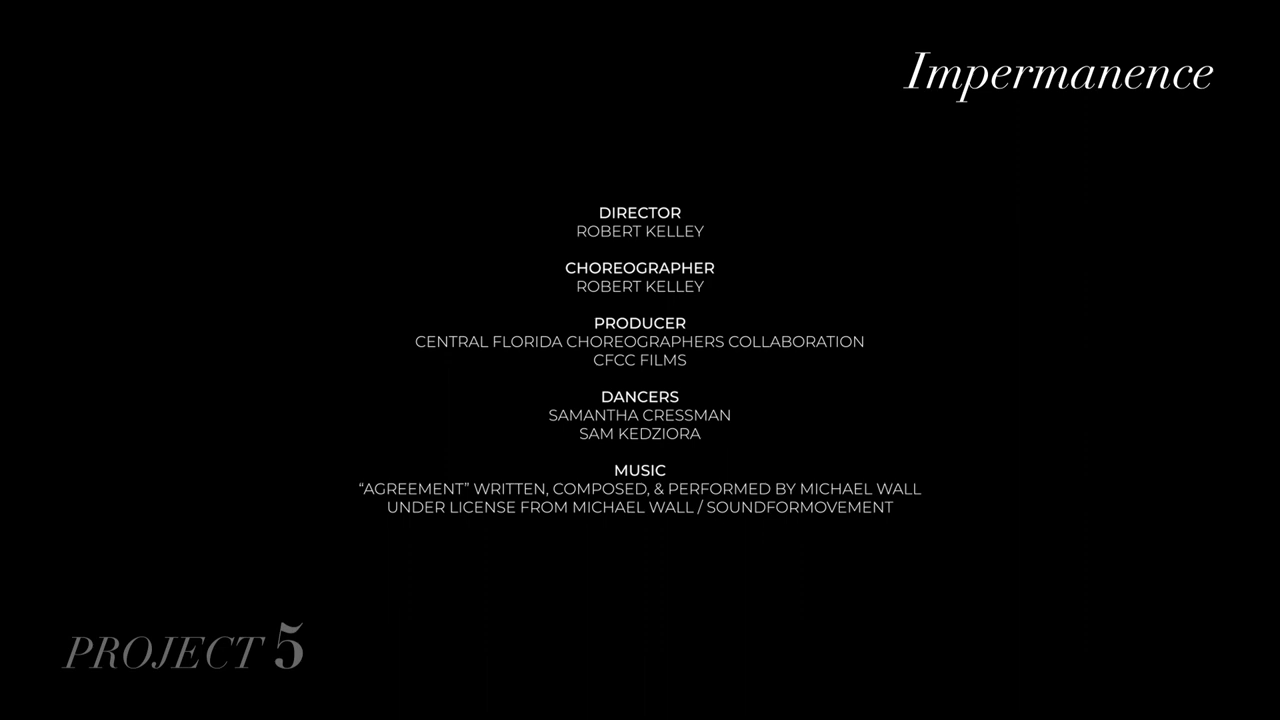 Impermanence
DIRECTOR
ROBERT KELLEY
CHOREOGRAPHER
ROBERT KELLEY
PRODUCER
CENTRAL FLORIDA CHOREOGRAPHERS COLLABORATION
CFCC FILMS
DANCERS
SAMANTHA CRESSMAN
SAM KEDZIORA
MUSIC
“AGREEMENT” WRITTEN, COMPOSED, & PERFORMED BY MICHAEL WALL
UNDER LICENSE FROM MICHAEL WALL / SOUNDFORMOVEMENT
PROJECT 5